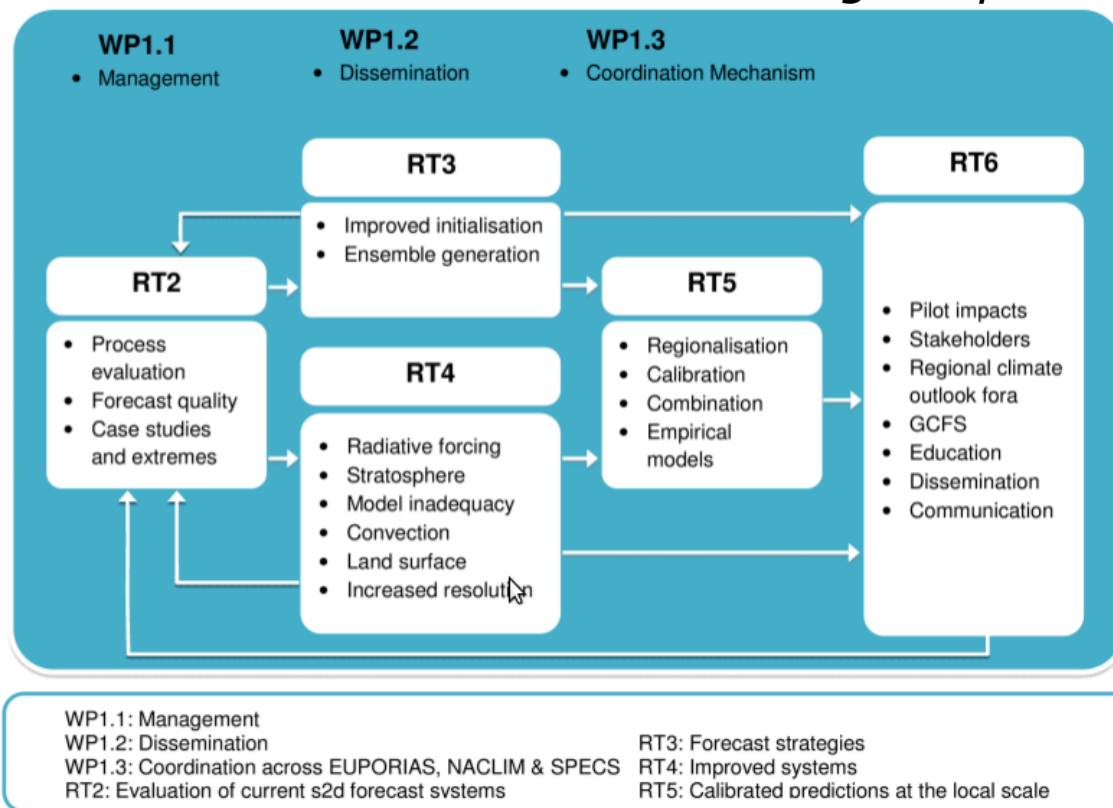 WP1.1
• Management
WP1.2
• Dissemination
WP1.3
• Coordination Mechanism
RT3
• Improved initialisation
• Ensemble generation
RT6
• Pilot impacts
• Stakeholders
• Regional climate
outlook fora
• GCFS
• Education
• Dissemination
• Communication
RT2
• Process
evaluation
• Forecast quality
• Case studies
and extremes
RT5
• Regionalisation
• Calibration
• Combination
• Empirical
models
RT4
• Radiative forcing
• Stratosphere
• Model inadequacy
• Convection
• Land surface
• Increased resolution
WP1.1: Management
WP1.2: Dissemination
WP1.3: Coordination across EUPORIAS, NACLIM & SPECS
RT2: Evaluation of current s2d forecast systems
RT3: Forecast strategies
RT4: Improved systems
RT5: Calibrated predictions at the local scale